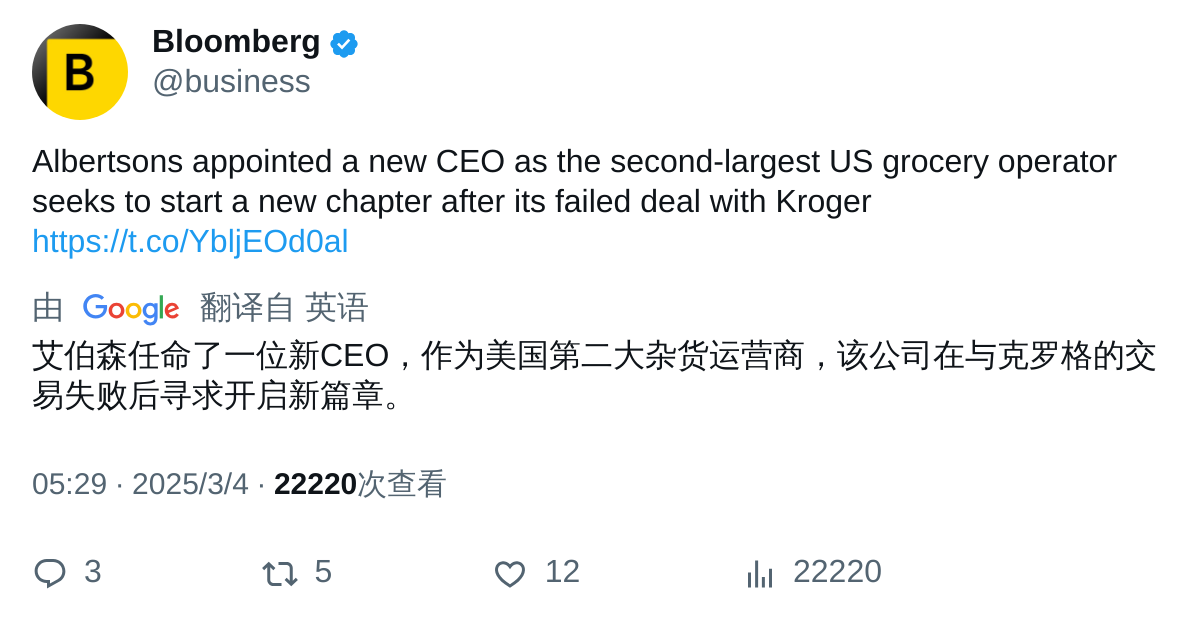 B
Bloomberg
@business
Albertsons appointed a new CEO as the second-largest US grocery operator
seeks to start a new chapter after its failed deal with Kroger
https://t.co/YbljEOd0al
由 Google 翻译自 英语
艾伯森任命了一位新CEO，作为美国第二大杂货运营商，该公司在与克罗格的交
易失败后寻求开启新篇章。
05:29 · 2025/3/4 · 22220次查看
3 5 12 22220